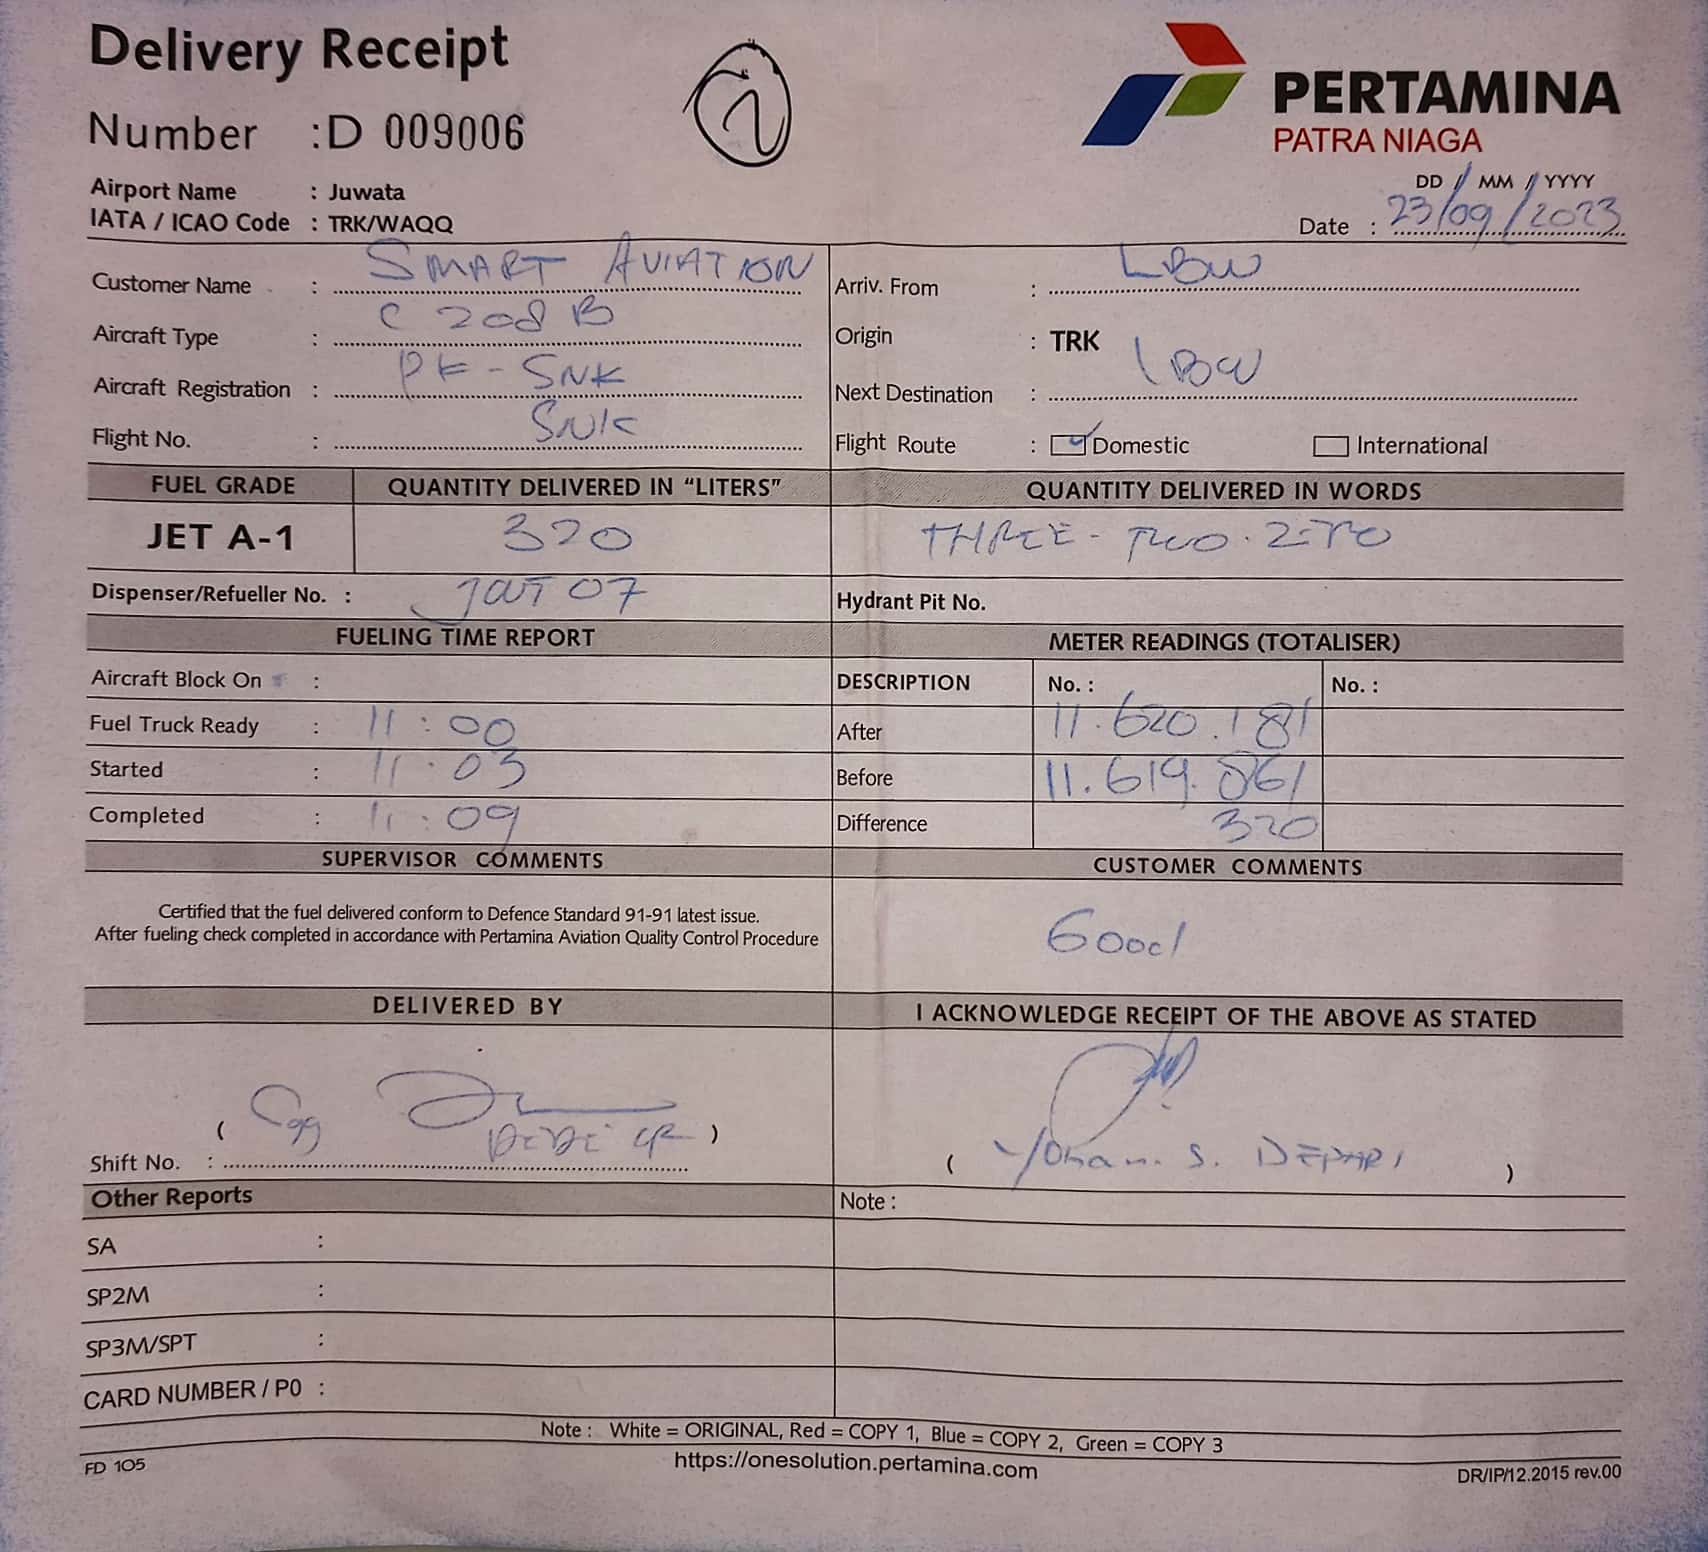 Delivery Receipt
Number : D 009006
2
PERTAMINA
PATRA NIAGA
Airport Name : Juwata
IATA / ICAO Code : TRK/WAQQ
DD / MM / YYYY
Date : 23/09/2023
Customer Name : SMART AVIATION
Aircraft Type : C 208 B
Aircraft Registration : PK-SNK
Flight No. : SNK
Arriv. From : LBW
Origin : TRK
Next Destination : LBW
Flight Route : Domestic International
FUEL GRADE QUANTITY DELIVERED IN “LITERS” QUANTITY DELIVERED IN WORDS
JET A-1 320 THREE - TWO . ZERO
Dispenser/Refueller No. : 07
Hydrant Pit No.
FUELING TIME REPORT
Aircraft Block On :
Fuel Truck Ready : 11:00
Started : 11.03
Completed : 11:09
METER READINGS (TOTALISER)
DESCRIPTION No. : No. :
After 11.620.181
Before 11.619.861
Difference 320
SUPERVISOR COMMENTS
Certified that the fuel delivered conform to Defence Standard 91-91 latest issue.
After fueling check completed in accordance with Pertamina Aviation Quality Control Procedure
CUSTOMER COMMENTS
Good
DELIVERED BY
( DEDE )
Shift No. :
I ACKNOWLEDGE RECEIPT OF THE ABOVE AS STATED
( Yohan. S. DEPARI )
Other Reports
SA :
SP2M :
SP3M/SPT :
CARD NUMBER / P0 :
Note :
Note : White = ORIGINAL, Red = COPY 1, Blue = COPY 2, Green = COPY 3
FD 105
https://onesolution.pertamina.com
DR/IP/12.2015 rev.00